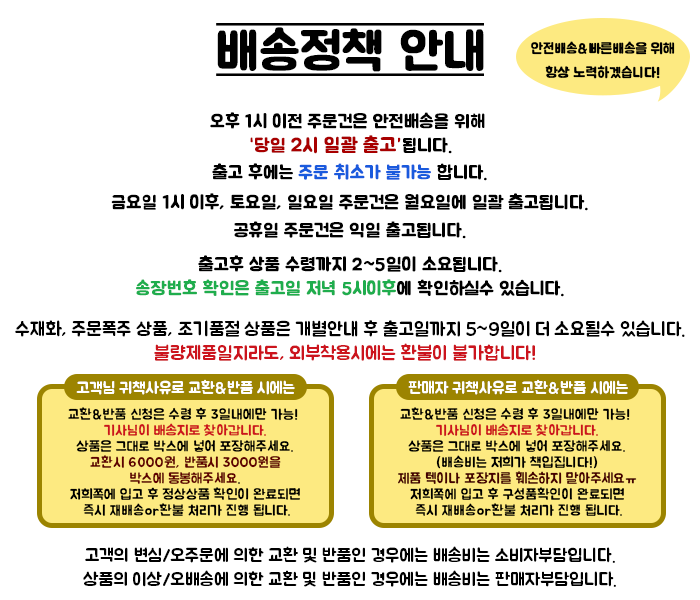 배송정책 안내
안전배송&빠른배송을 위해
항상 노력하겠습니다!
오후 1시 이전 주문건은 안전배송을 위해
'당일 2시 일괄 출고'됩니다.
출고 후에는 주문 취소가 불가능 합니다.
금요일 1시 이후, 토요일, 일요일 주문건은 월요일에 일괄 출고됩니다.
공휴일 주문건은 익일 출고됩니다.
출고후 상품 수령까지 2~5일이 소요됩니다.
송장번호 확인은 출고일 저녁 5시이후에 확인하실수 있습니다.
수재화, 주문폭주 상품, 조기품절 상품은 개별안내 후 출고일까지 5~9일이 더 소요될수 있습니다.
불량제품일지라도, 외부착용시에는 환불이 불가합니다!
고객님 귀책사유로 교환&반품 시에는
교환&반품 신청은 수령 후 3일내에만 가능!
기사님이 배송지로 찾아갑니다.
상품은 그대로 박스에 넣어 포장해주세요.
교환시 6000원, 반품시 3000원을
박스에 동봉해주세요.
저희쪽에 입고 후 정상상품 확인이 완료되면
즉시 재배송or환불 처리가 진행 됩니다.
판매자 귀책사유로 교환&반품 시에는
교환&반품 신청은 수령 후 3일내에만 가능!
기사님이 배송지로 찾아갑니다.
상품은 그대로 박스에 넣어 포장해주세요.
(배송비는 저희가 책입집니다!)
제품 텍이나 포장지를 훼손하지 말아주세요ㅠ
저희쪽에 입고 후 구성품확인이 완료되면
즉시 재배송or환불 처리가 진행 됩니다.
고객의 변심/오주문에 의한 교환 및 반품인 경우에는 배송비는 소비자부담입니다.
상품의 이상/오배송에 의한 교환 및 반품인 경우에는 배송비는 판매자부담입니다.